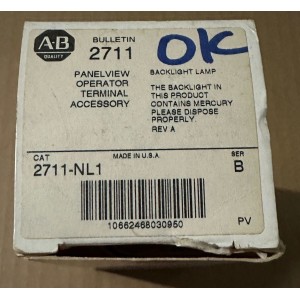 A-B
QUALITY
BULLETIN
2711
OK
PANELVIEW
OPERATOR
TERMINAL
ACCESSORY
BACKLIGHT LAMP
THE BACKLIGHT IN
THIS PRODUCT
CONTAINS MERCURY
PLEASE DISPOSE
PROPERLY.
REV A
CAT
2711-NL1
MADE IN U.S.A.
SER
B
10662468030950
PV